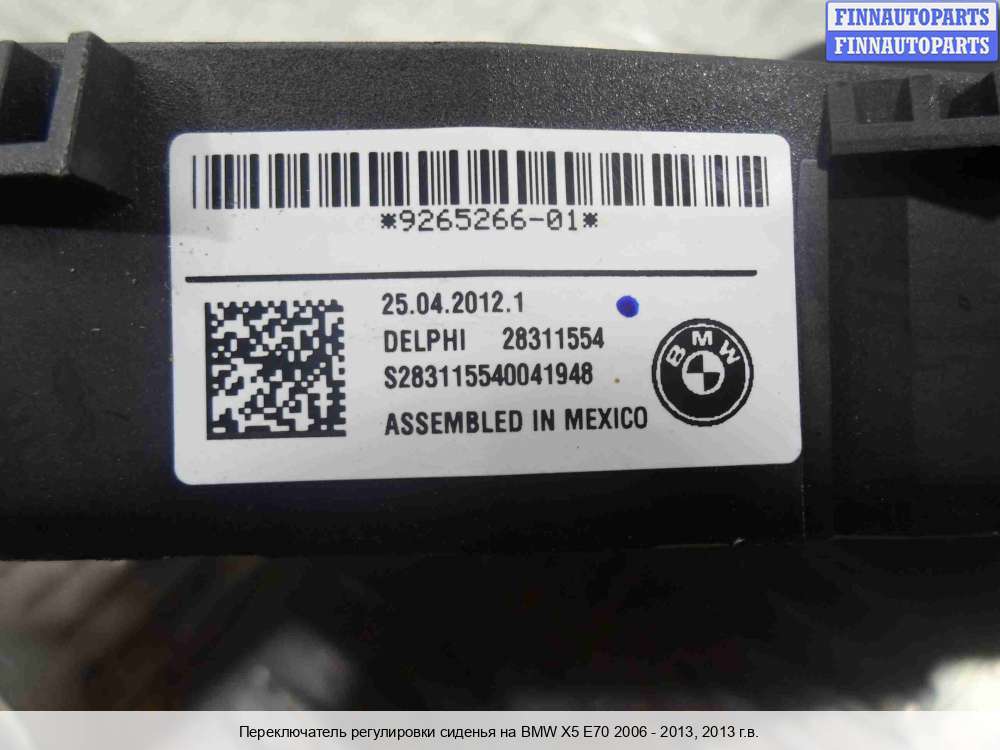 FINNAUTOPARTS
FINNAUTOPARTS
*9265266-01*
25.04.2012.1
DELPHI 28311554
S283115540041948
ASSEMBLED IN MEXICO
BMW
Переключатель регулировки сиденья на BMW X5 E70 2006 - 2013, 2013 г.в.